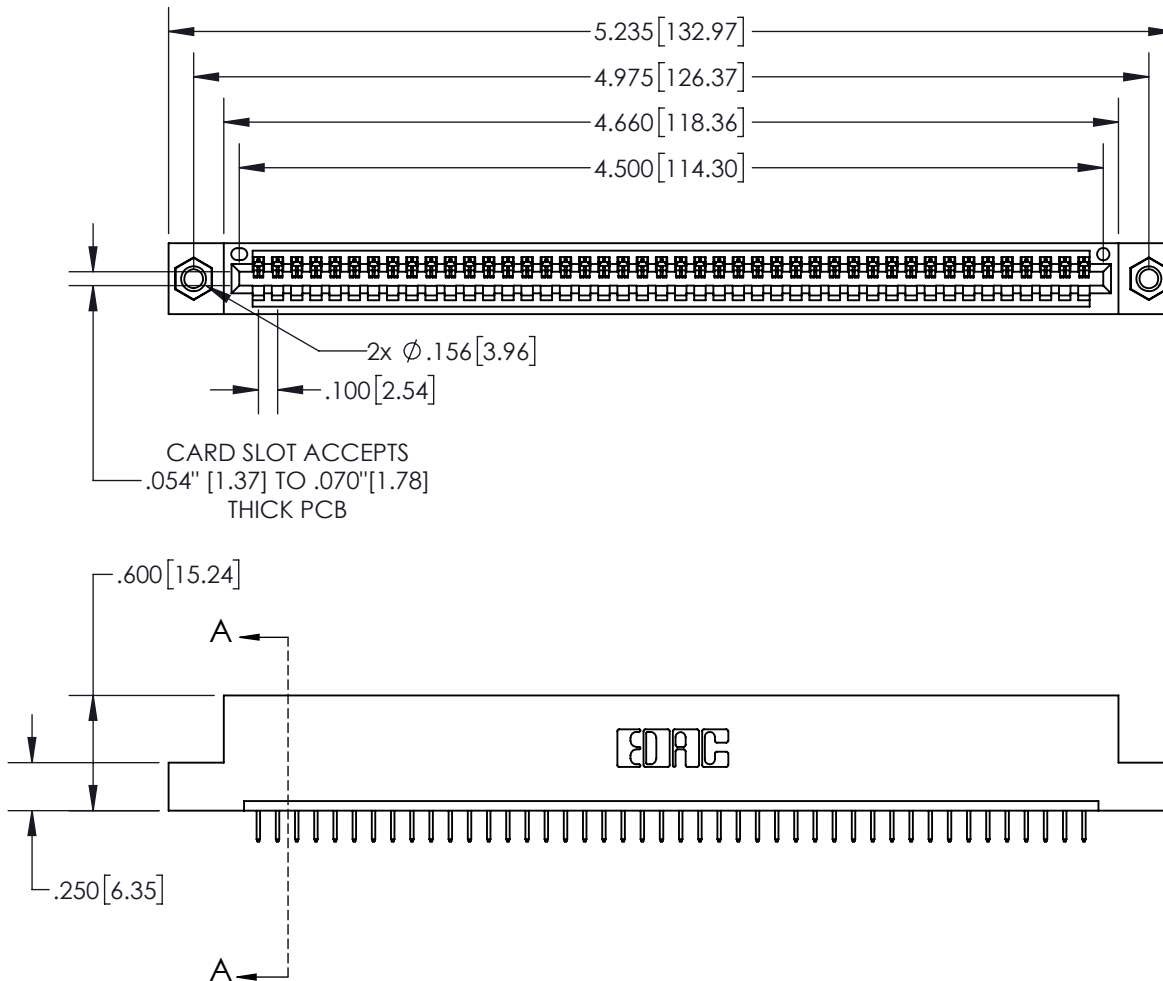 5.235[132.97]
4.975[126.37]
4.660[118.36]
4.500[114.30]
2x Ø.156[3.96]
.100[2.54]
CARD SLOT ACCEPTS
.054" [1.37] TO .070"[1.78]
THICK PCB
.600[15.24]
A
EDAC
.250[6.35]
A